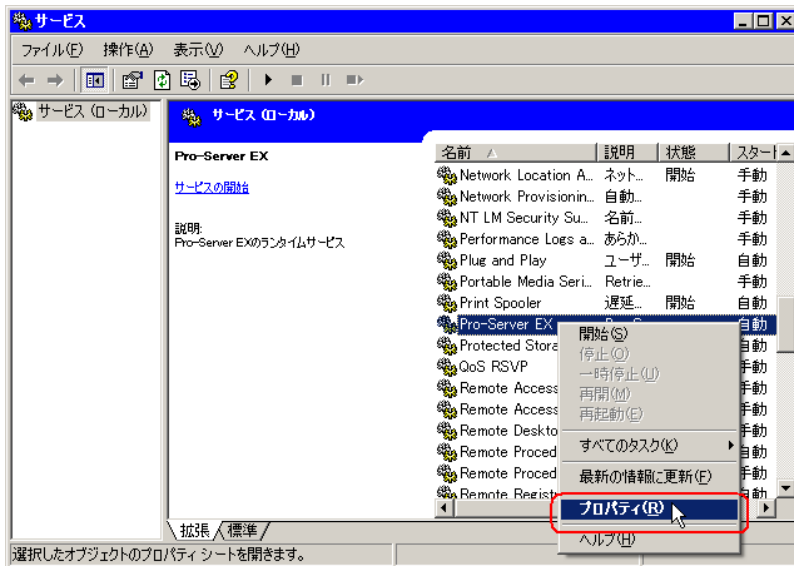 サービス
ファイル(F) 操作(A) 表示(V) ヘルプ(H)
サービス (ローカル)
サービス (ローカル)
Pro-Server EX
サービスの開始
説明:
Pro-Server EXのランタイムサービス
名前 説明 状態 スタート
Network Location A... ネット... 開始 手動
Network Provisionin... 自動... 手動
NT LM Security Su... 名前... 手動
Performance Logs a... あらか... 手動
Plug and Play ユーザ... 開始 自動
Portable Media Seri... Retrie... 手動
Print Spooler 遅延... 開始 自動
Pro-Server EX 自動
Protected Stora 自動
QoS RSVP 手動
Remote Access 手動
Remote Access 手動
Remote Deskto 手動
Remote Proced 自動
Remote Proced 手動
Remote Regist 自動
開始(S)
停止(O)
一時停止(U)
再開(M)
再起動(E)
すべてのタスク(K)
最新の情報に更新(F)
プロパティ(R)
ヘルプ(H)
拡張 標準
選択したオブジェクトのプロパティ シートを開きます。